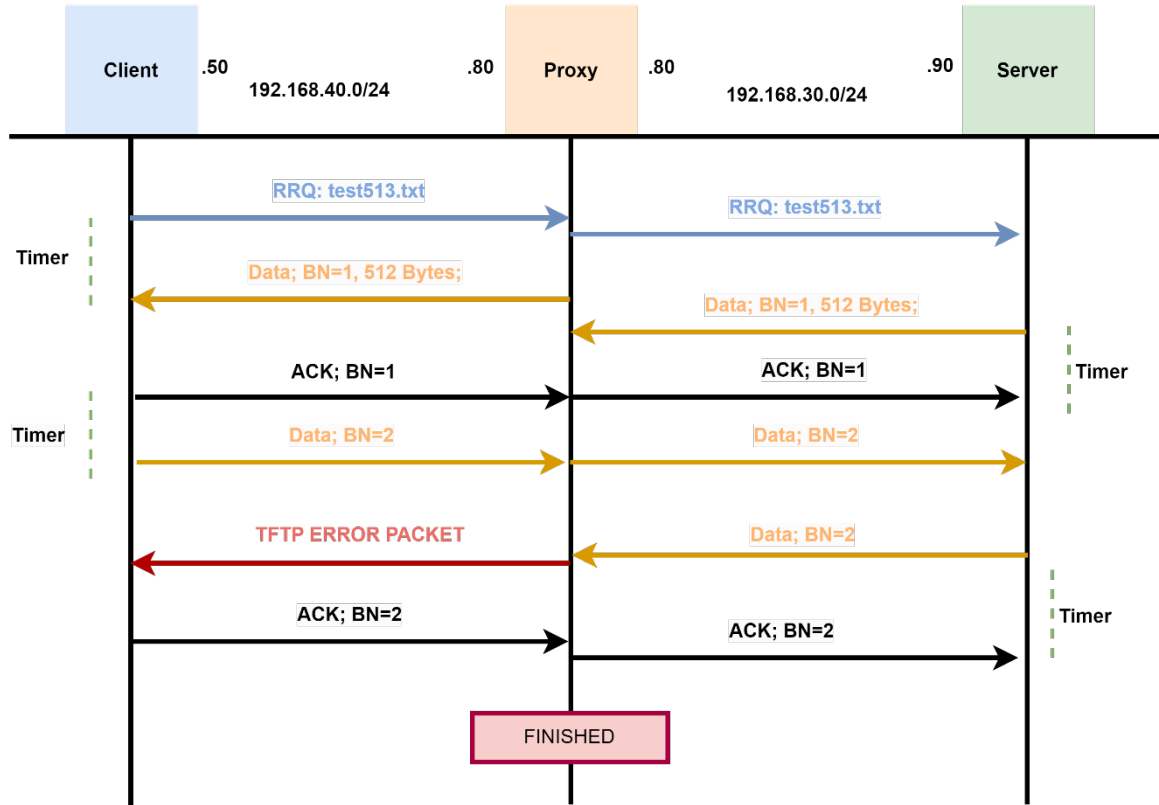 Client
.50
192.168.40.0/24
.80
Proxy
.80
192.168.30.0/24
.90
Server
RRQ: test513.txt
RRQ: test513.txt
Timer
Data; BN=1, 512 Bytes;
Data; BN=1, 512 Bytes;
ACK; BN=1
ACK; BN=1
Timer
Timer
Data; BN=2
Data; BN=2
TFTP ERROR PACKET
Data; BN=2
ACK; BN=2
ACK; BN=2
Timer
FINISHED